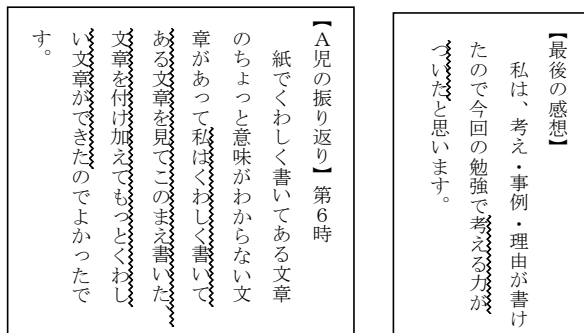 【最後の感想】
私は、考え・事例・理由が書け
たので今回の勉強で考える力が
ついたと思います。
【A児の振り返り】第6時
紙でくわしく書いてある文章
のちょっと意味がわからない文
章があって私はくわしく書いて
ある文章を見てこのまえ書いた、
文章を付け加えてもっとくわし
い文章ができたのでよかったで
す。